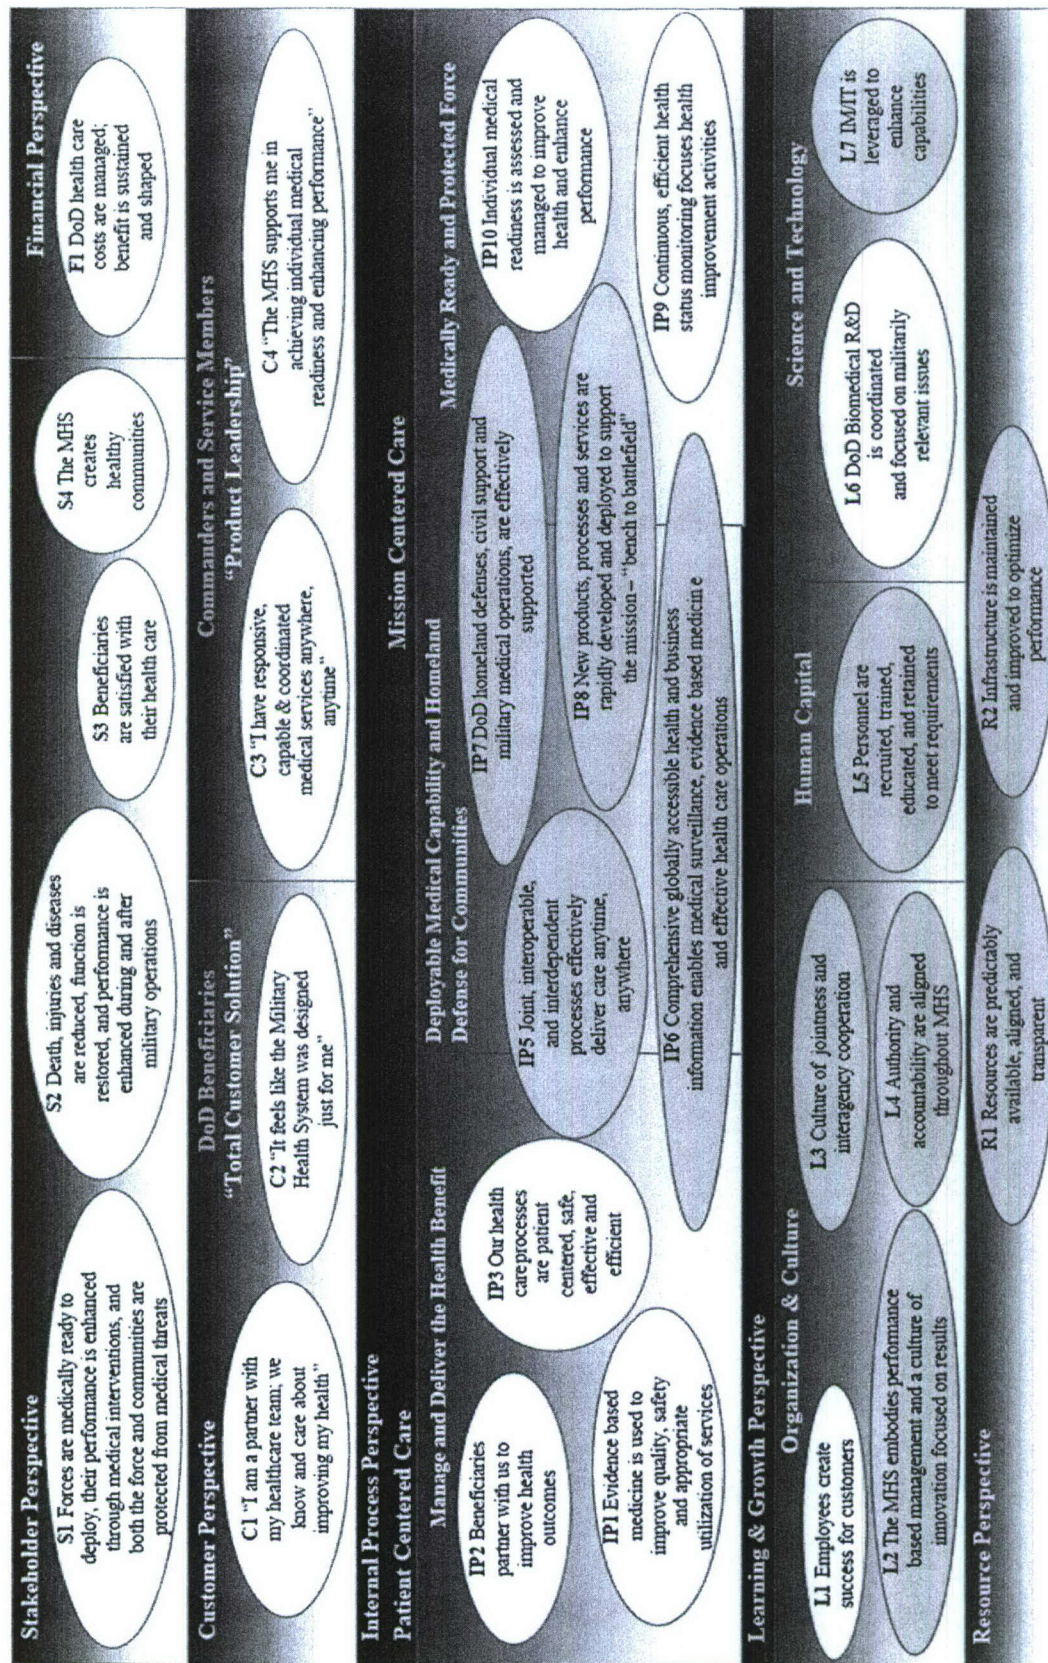 Stakeholder Perspective
S1 Forces are medically ready to
deploy, their performance is enhanced
through medical interventions, and
both the force and communities are
protected from medical threats
S2 Death, injuries and diseases
are reduced, function is
restored, and performance is
enhanced during and after
military operations
S3 Beneficiaries
are satisfied with
their health care
S4 The MHS
creates
healthy
communities
Financial Perspective
F1 DoD health care
costs are managed;
benefit is sustained
and shaped
Customer Perspective
DoD Beneficiaries
"Total Customer Solution"
C1 "I am a partner with
my healthcare team; we
know and care about
improving my health"
C2 "It feels like the Military
Health System was designed
just for me"
Commanders and Service Members
"Product Leadership"
C3 "I have responsive,
capable & coordinated
medical services anywhere,
anytime"
C4 "The MHS supports me in
achieving individual medical
readiness and enhancing performance"
Internal Process Perspective
Patient Centered Care
Mission Centered Care
Manage and Deliver the Health Benefit
IP2 Beneficiaries
partner with us to
improve health
outcomes
IP3 Our health
care processes
are patient
centered, safe,
effective and
efficient
IP1 Evidence based
medicine is used to
improve quality, safety
and appropriate
utilization of services
Deployable Medical Capability and Homeland
Defense for Communities
IP5 Joint, interoperable,
and interdependent
processes effectively
deliver care anytime,
anywhere
IP7 DoD homeland defenses, civil support and
military medical operations, are effectively
supported
IP8 New products, processes and services are
rapidly developed and deployed to support
the mission – "bench to battlefield"
IP6 Comprehensive globally accessible health and business
information enables medical surveillance, evidence based medicin e
and effective health care operations
Medically Ready and Protected Force
IP10 Individual medical
readiness is assessed and
managed to improve
health and enhance
performance
IP9 Continuous, efficient health
status monitoring focuses health
improvement activities
Learning & Growth Perspective
Organization & Culture
L1 Employees create
success for customers
L2 The MHS embodies performance
based management and a culture of
innovation focused on results
L3 Culture of jointness and
interagency cooperation
L4 Authority and
accountability are aligned
throughout MHS
Human Capital
L5 Personnel are
recruited, trained,
educated, and retained
to meet requirements
Science and Technology
L6 DoD Biomedical R&D
is coordinated
and focused on militarily
relevant issues
L7 IM/IT is
leveraged to
enhance
capabilities
Resource Perspective
R1 Resources are predictably
available, aligned, and
transparent
R2 Infrastructure is maintained
and improved to optimize
performance